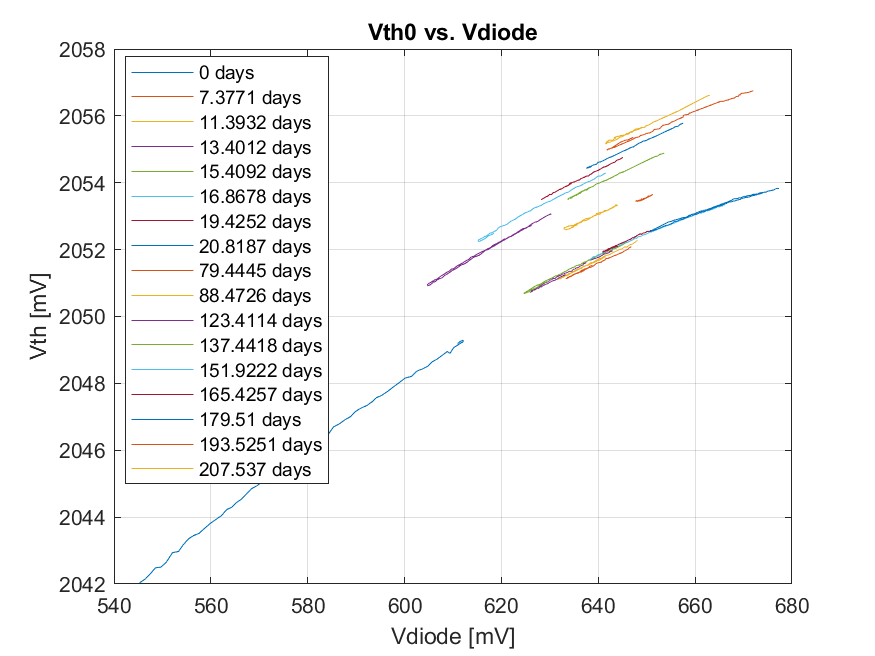 Vth0 vs. Vdiode
2058
2056
2054
2052
2050
2048
2046
2044
2042
Vth [mV]
0 days
7.3771 days
11.3932 days
13.4012 days
15.4092 days
16.8678 days
19.4252 days
20.8187 days
79.4445 days
88.4726 days
123.4114 days
137.4418 days
151.9222 days
165.4257 days
179.51 days
193.5251 days
207.537 days
540 560 580 600 620 640 660 680
Vdiode [mV]